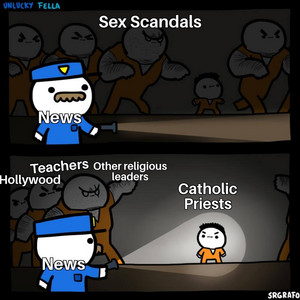 UNLUCKY FELLA
Sex Scandals
News
Teachers
Other religious
leaders
Hollywood
Catholic
Priests
News
SRGRAFO